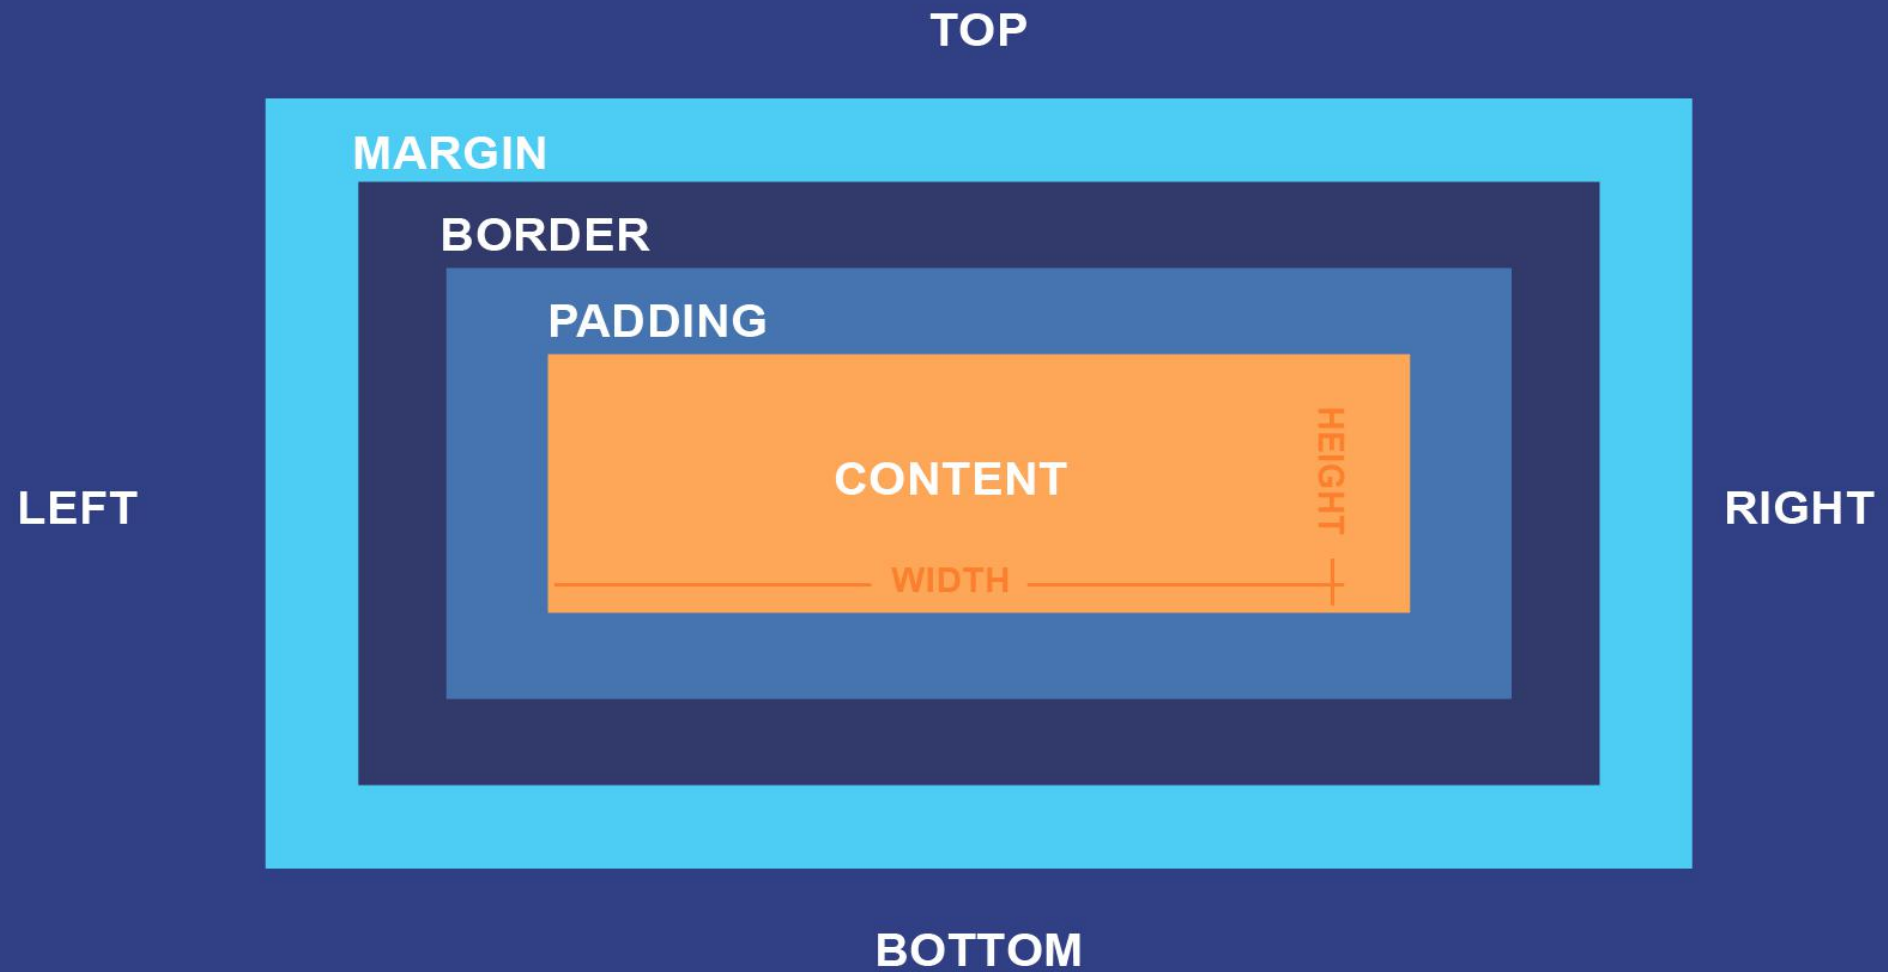 TOP
MARGIN
BORDER
PADDING
HEIGHT
CONTENT
LEFT
RIGHT
WIDTH
BOTTOM